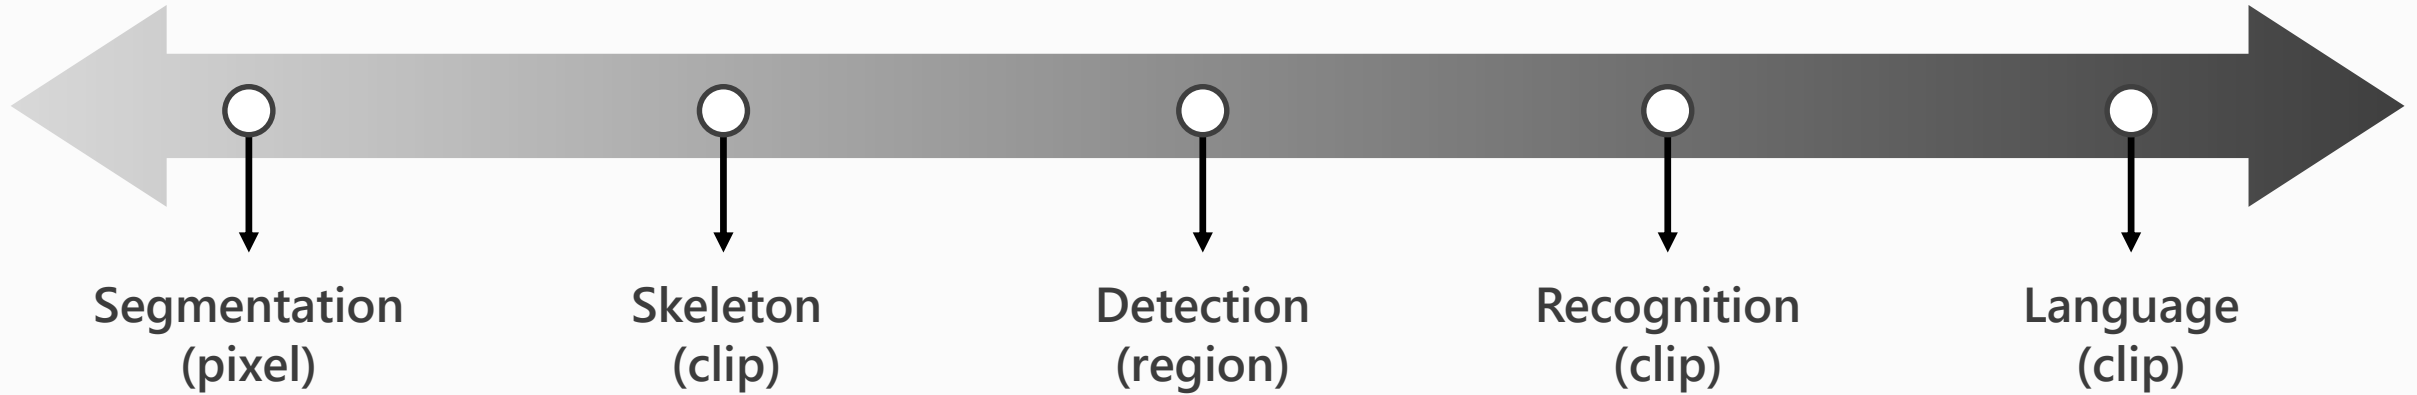 Segmentation
(pixel)
Skeleton
(clip)
Detection
(region)
Recognition
(clip)
Language
(clip)